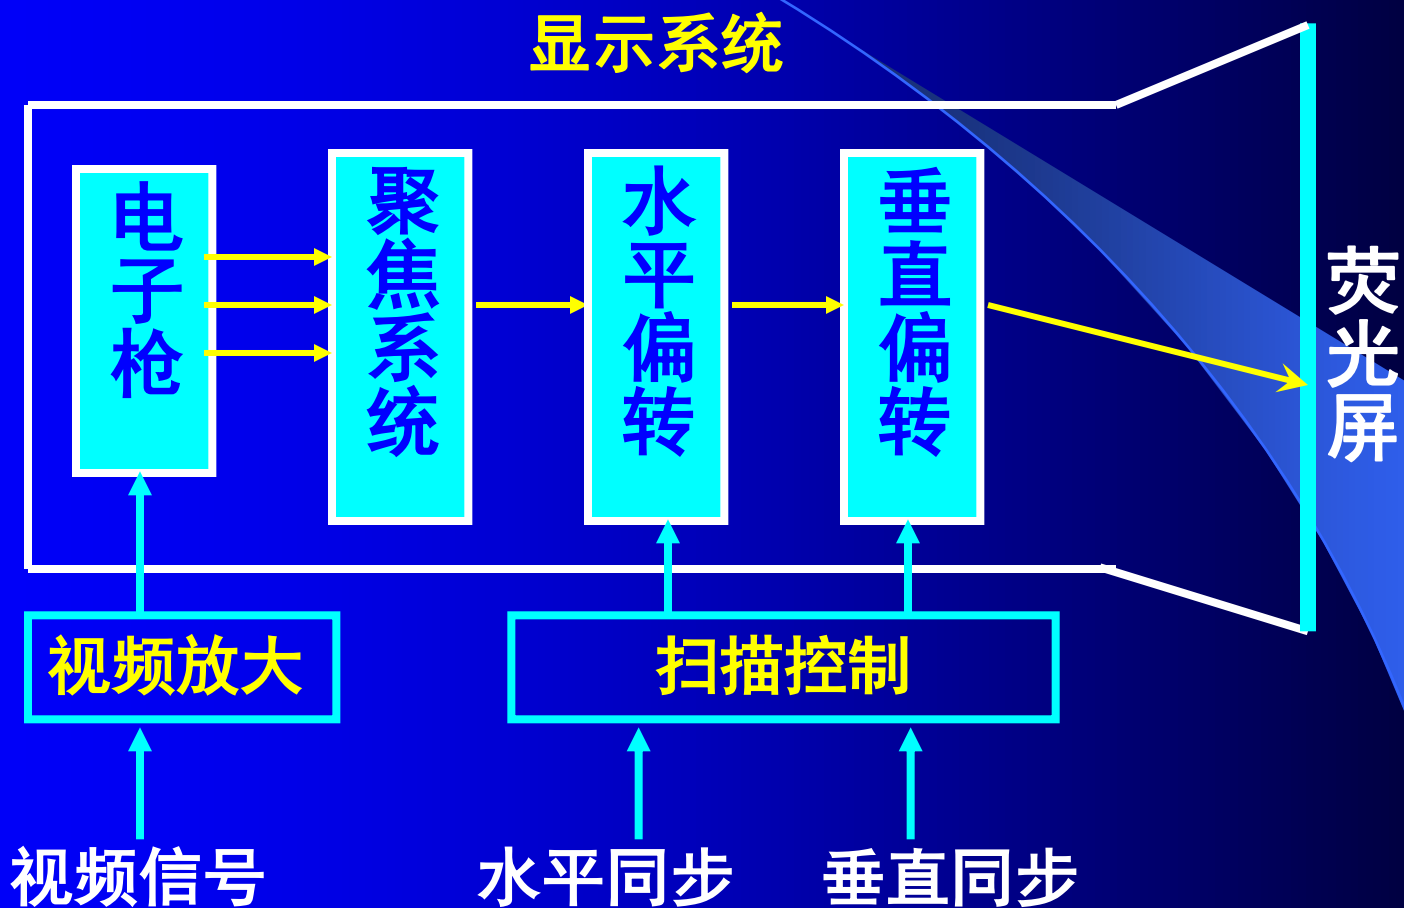 显示系统
电子枪
聚焦系统
水平偏转
垂直偏转
荧光屏
视频放大
扫描控制
视频信号
水平同步
垂直同步